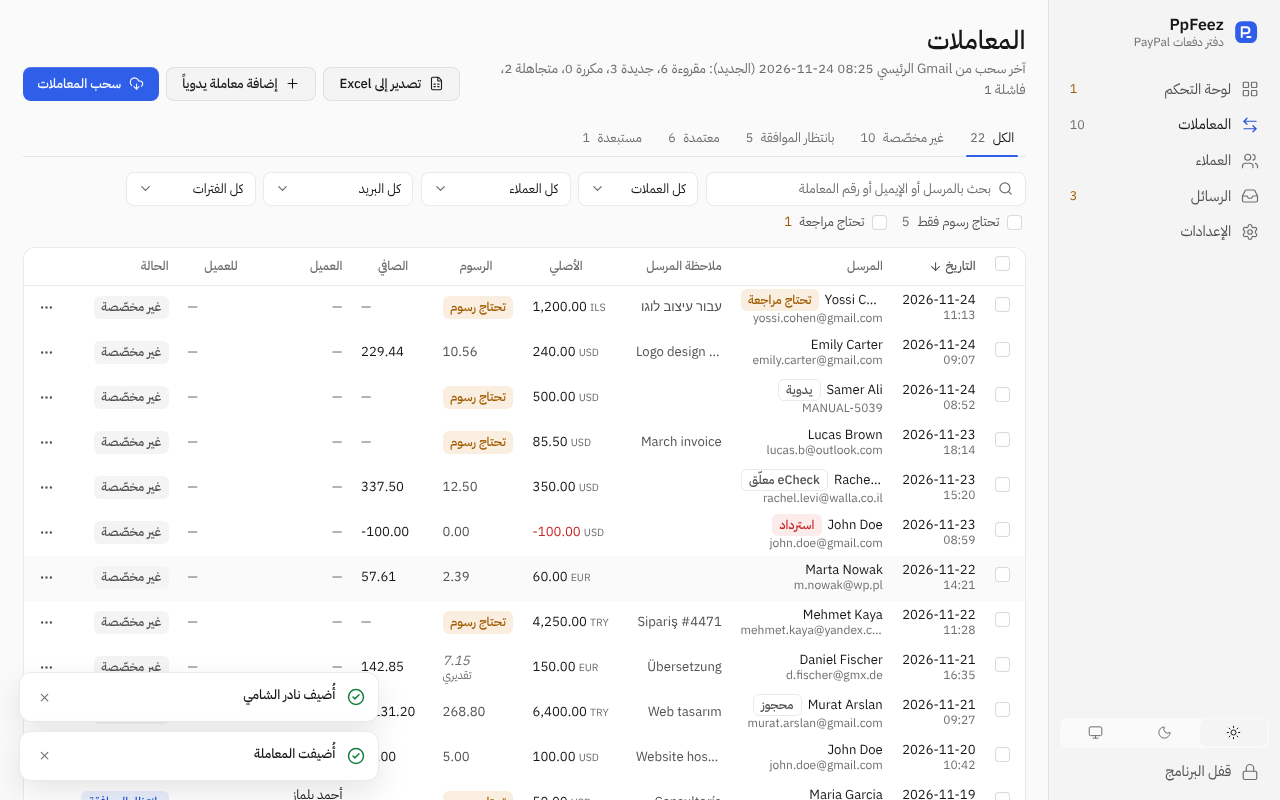 PpFeez
دفتر دفعات PayPal
لوحة التحكم 1
المعاملات 10
العملاء
الرسائل 3
الإعدادات
قفل البرنامج
المعاملات
آخر سحب من Gmail الرئيسي 08:25 24-11-2026 (الجديد): مقروءة 6، جديدة 3، مكررة 0، متجاهلة 2،
فاشلة 1
تصدير إلى Excel
إضافة معاملة يدوياً
سحب المعاملات
الكل 22 غير مخصّصة 10 بانتظار الموافقة 5 معتمدة 6 مستبعدة 1
بحث بالمرسل أو الإيميل أو رقم المعاملة
كل العملات
كل العملاء
كل البريد
كل الفترات
تحتاج رسوم فقط 5 تحتاج مراجعة 1
التاريخ المرسل ملاحظة المرسل الأصلي الرسوم الصافي العميل للعميل الحالة
2026-11-24 Yossi C... تحتاج مراجعة עבור עיצוב לוגו 1,200.00 ILS تحتاج رسوم — — — غير مخصّصة
11:13 yossi.cohen@gmail.com
2026-11-24 Emily Carter Logo design ... 240.00 USD 10.56 229.44 — — غير مخصّصة
09:07 emily.carter@gmail.com
2026-11-24 Samer Ali يدوية 500.00 USD تحتاج رسوم — — — غير مخصّصة
08:52 MANUAL-5039
2026-11-23 Lucas Brown March invoice 85.50 USD تحتاج رسوم — — — غير مخصّصة
18:14 lucas.b@outlook.com
2026-11-23 Rache... eCheck معلّق 350.00 USD 12.50 337.50 — — غير مخصّصة
15:20 rachel.levi@walla.co.il
2026-11-23 John Doe استرداد -100.00 USD 0.00 -100.00 — — غير مخصّصة
08:59 john.doe@gmail.com
2026-11-22 Marta Nowak 60.00 EUR 2.39 57.61 — — غير مخصّصة
14:21 m.nowak@wp.pl
2026-11-22 Mehmet Kaya Sipariş #4471 4,250.00 TRY تحتاج رسوم — — — غير مخصّصة
11:28 mehmet.kaya@yandex.c...
2026-11-21 Daniel Fischer Übersetzung 150.00 EUR 7.15 142.85 — — غير مخصّصة
16:35 d.fischer@gmx.de تقديري
2026-11-21 Murat Arslan محجوز Web tasarım 6,400.00 TRY 268.80 31.20
09:27 murat.arslan@gmail.com
2026-11-20 John Doe Website hos... 100.00 USD 5.00 .00
10:42 john.doe@gmail.com
2026-11-19 Maria Garcia أحمد يلماز
أُضيف نادر الشامي
أُضيفت المعاملة